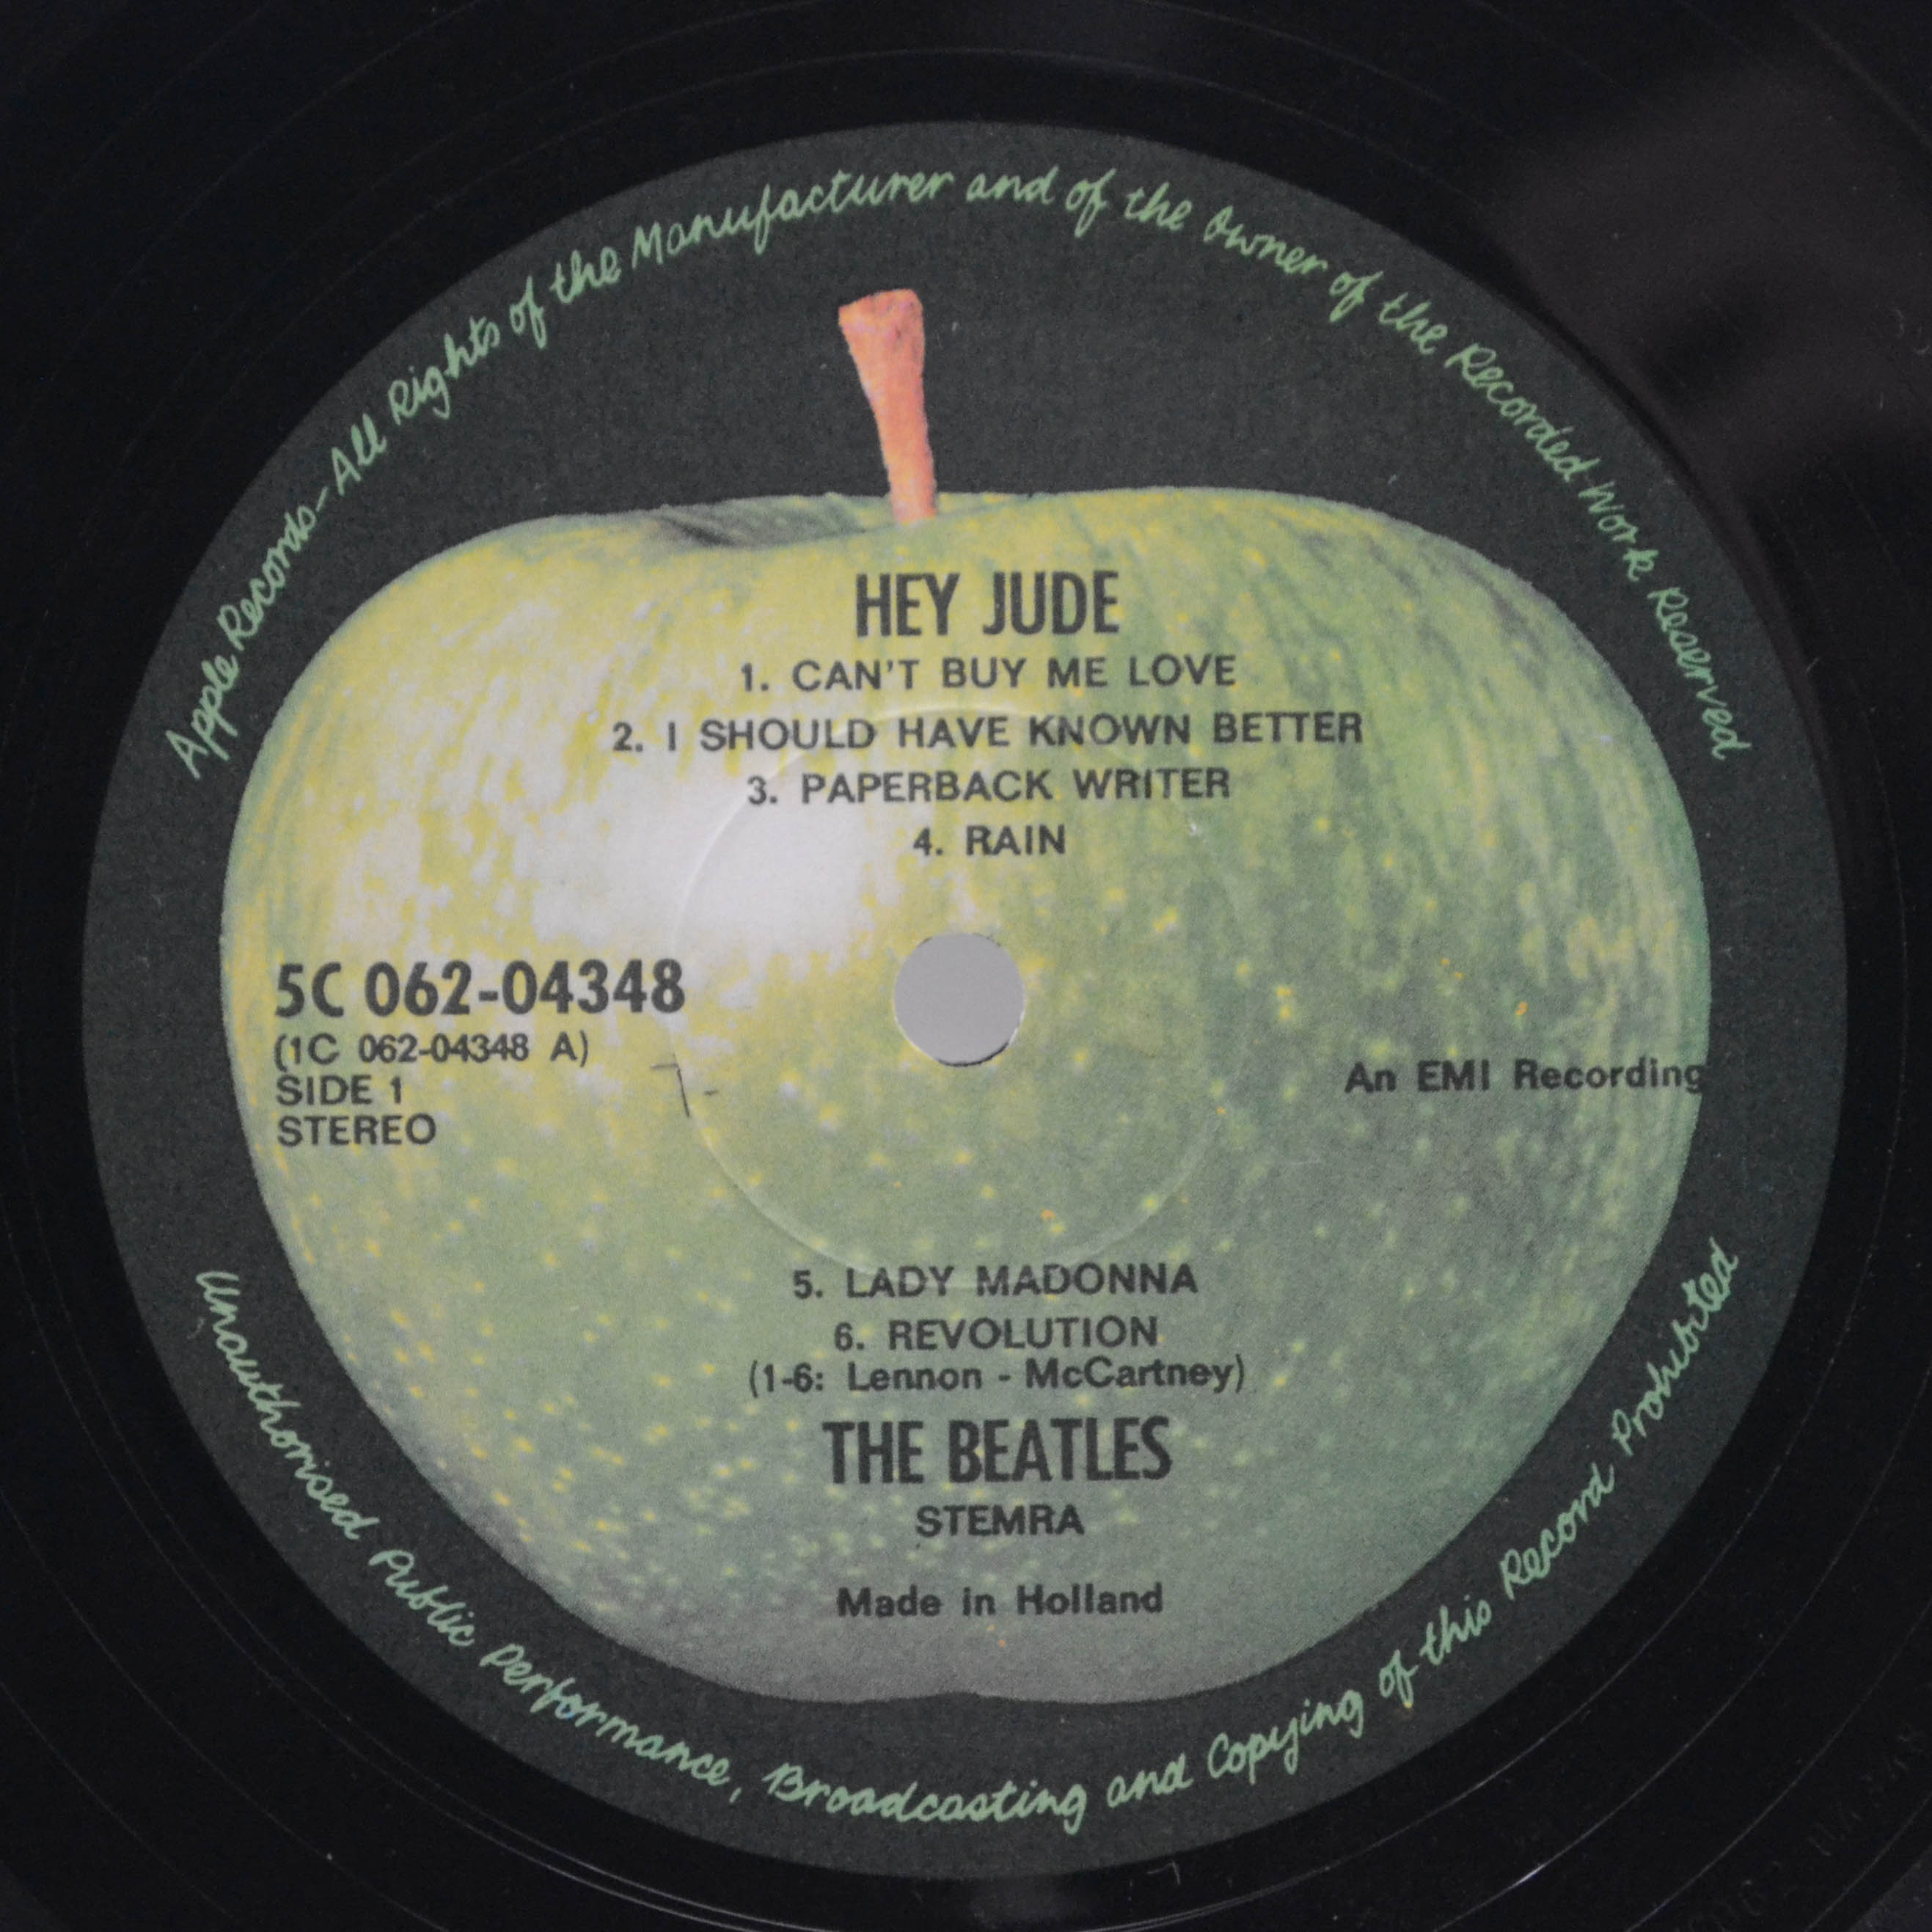 Apple Records-All Rights of the Manufacturer and of the Owner of the Recorded Work Reserved
HEY JUDE
1. CAN'T BUY ME LOVE
2. I SHOULD HAVE KNOWN BETTER
3. PAPERBACK WRITER
4. RAIN
5C 062-04348
(1C 062-04348 A)
SIDE 1
STEREO
An EMI Recording
5. LADY MADONNA
6. REVOLUTION
(1-6: Lennon - McCartney)
THE BEATLES
STEMRA
Made in Holland
Unauthorised Public Performance, Broadcasting and Copying of this Record Prohibited